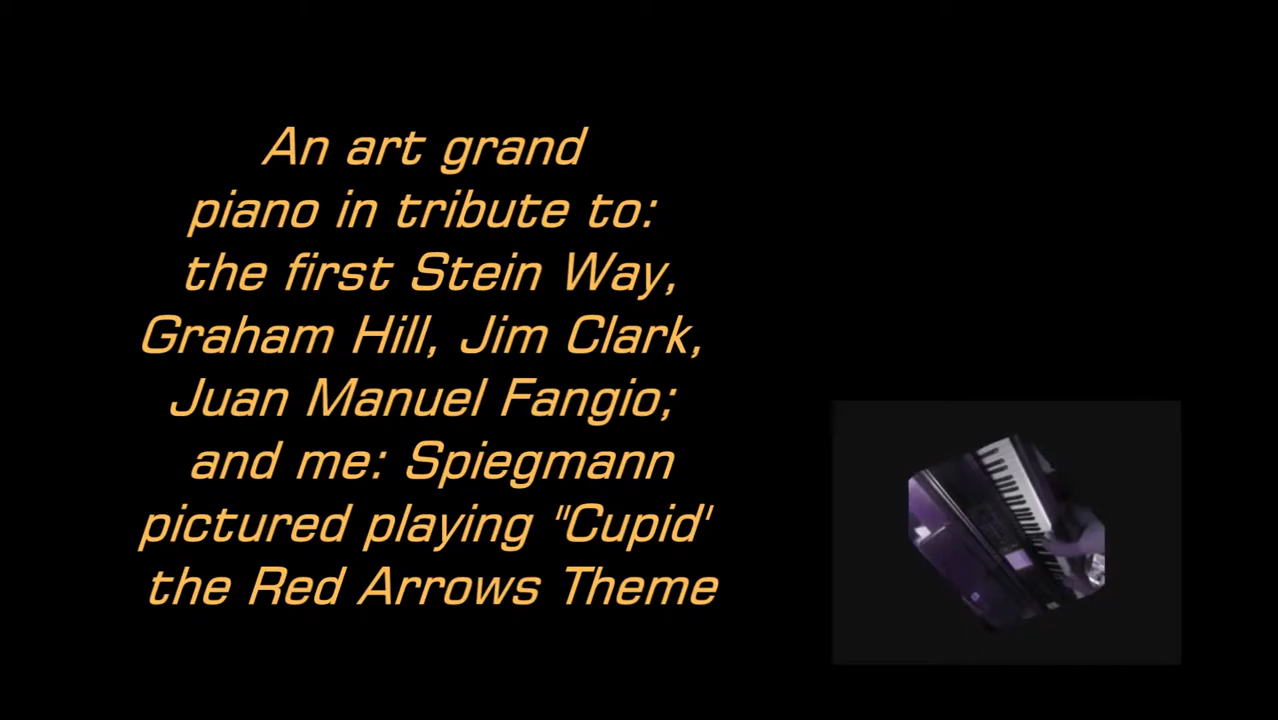 An art grand
piano in tribute to:
the first Stein Way,
Graham Hill, Jim Clark,
Juan Manuel Fangio;
and me: Spiegmann
pictured playing "Cupid'
the Red Arrows Theme